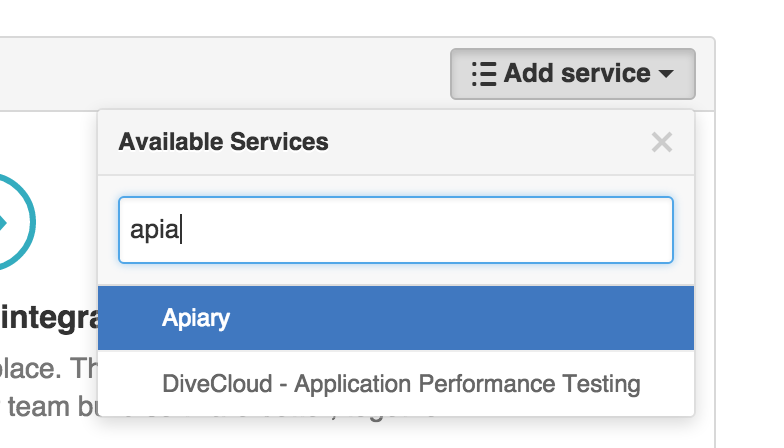 Add service
Available Services
apia
Apiary
integra
DiveCloud - Application Performance Testing
place. Th
team bu